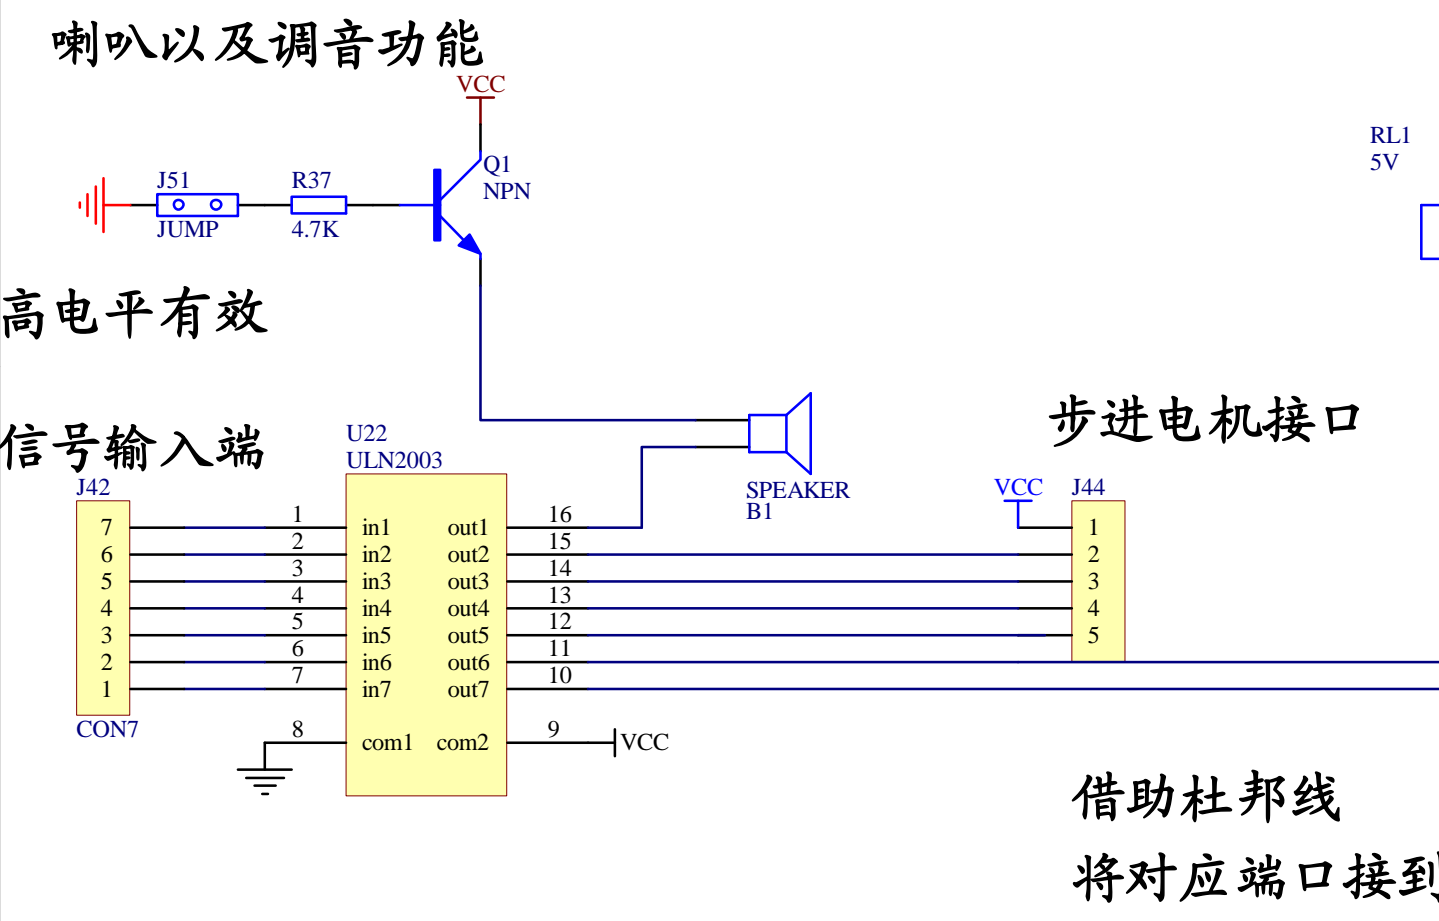 喇叭以及调音功能
VCC
Q1
NPN
J51
JUMP
R37
4.7K
RL1
5V
高电平有效
信号输入端
步进电机接口
U22
ULN2003
SPEAKER
B1
J42
7
6
5
4
3
2
1
CON7
1
2
3
4
5
6
7
8
in1
in2
in3
in4
in5
in6
in7
com1
out1
out2
out3
out4
out5
out6
out7
com2
16
15
14
13
12
11
10
9
VCC
VCC
J44
1
2
3
4
5
借助杜邦线
将对应端口接到